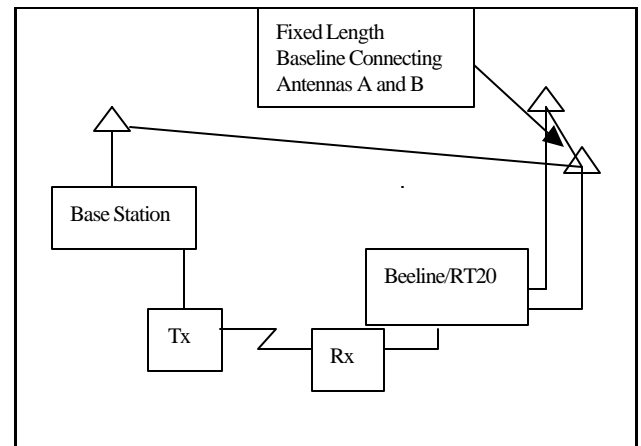 Fixed Length
Baseline Connecting
Antennas A and B
Base Station
Beeline/RT20
Tx
Rx